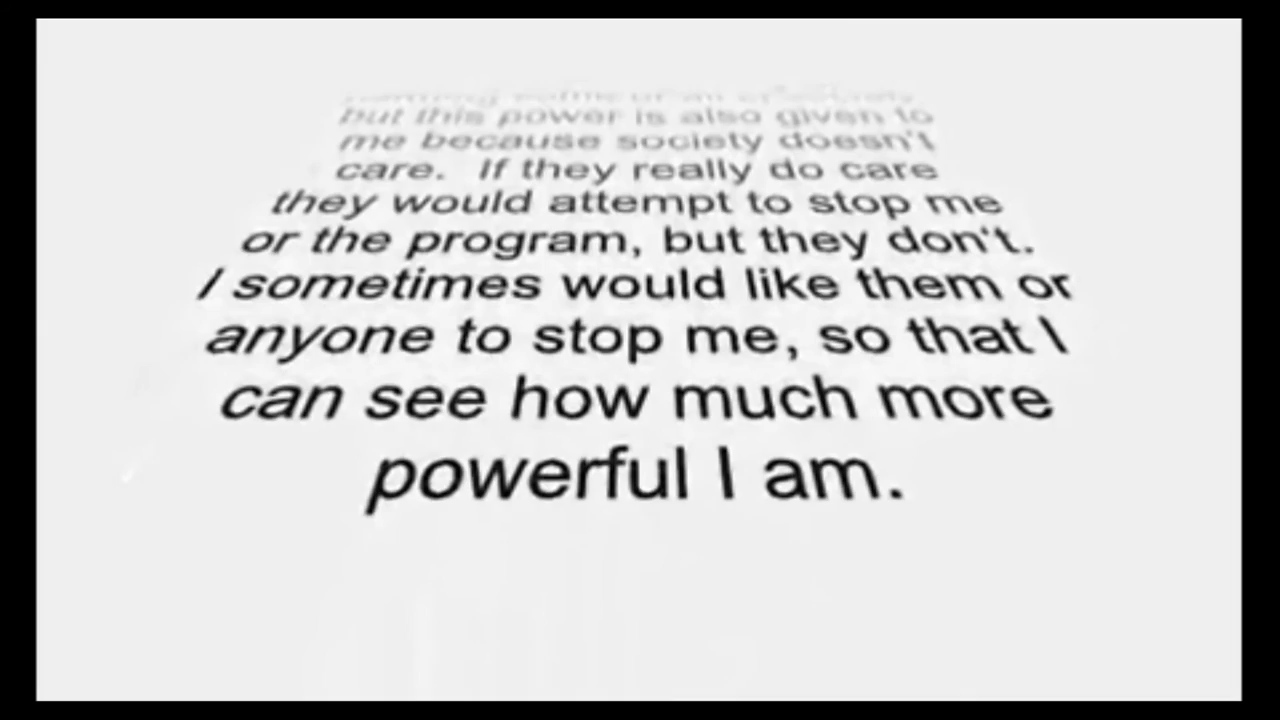 but this power is also given to
me because society doesn't
care.  If they really do care
they would attempt to stop me
or the program, but they don't.
I sometimes would like them or
anyone to stop me, so that I
can see how much more
powerful I am.